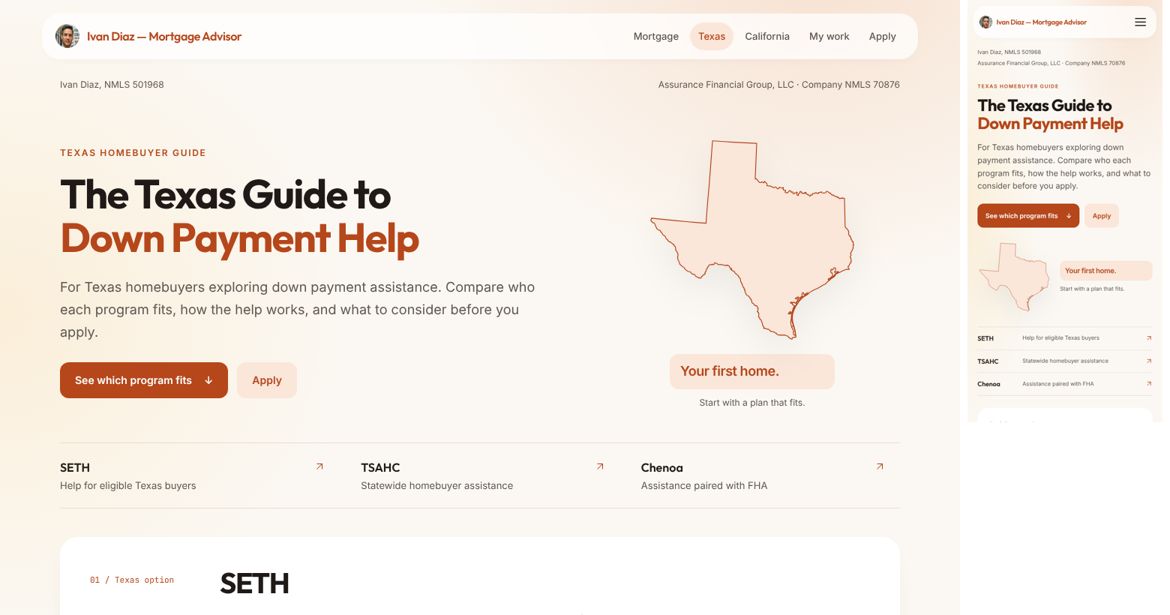 Ivan Diaz — Mortgage Advisor
Mortgage
Texas
California
My work
Apply
Ivan Diaz, NMLS 501968
Assurance Financial Group, LLC · Company NMLS 70876
TEXAS HOMEBUYER GUIDE
The Texas Guide to
Down Payment Help
For Texas homebuyers exploring down payment assistance. Compare who
each program fits, how the help works, and what to consider before you
apply.
See which program fits ↓
Apply
Your first home.
Start with a plan that fits.
SETH
Help for eligible Texas buyers
TSAHC
Statewide homebuyer assistance
Chenoa
Assistance paired with FHA
01 / Texas option
SETH
Ivan Diaz — Mortgage Advisor
Ivan Diaz, NMLS 501968
Assurance Financial Group, LLC · Company NMLS 70876
TEXAS HOMEBUYER GUIDE
The Texas Guide to
Down Payment Help
For Texas homebuyers exploring down
payment assistance. Compare who each
program fits, how the help works, and what to
consider before you apply.
See which program fits ↓
Apply
Your first home.
Start with a plan that fits.
SETH
Help for eligible Texas buyers
TSAHC
Statewide homebuyer assistance
Chenoa
Assistance paired with FHA